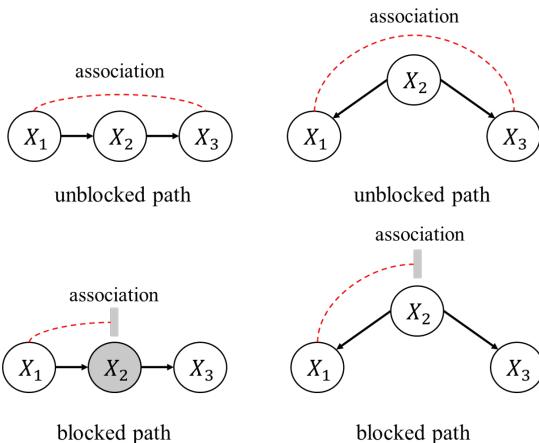 association
X₁ X₂ X₃
unblocked path
association
X₂
X₁ X₃
unblocked path
association
X₁ X₂ X₃
blocked path
association
X₂
X₁ X₃
blocked path